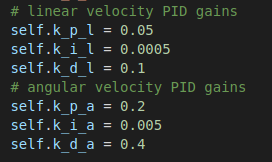 # linear velocity PID gains
self.k_p_l = 0.05
self.k_i_l = 0.0005
self.k_d_l = 0.1
# angular velocity PID gains
self.k_p_a = 0.2
self.k_i_a = 0.005
self.k_d_a = 0.4